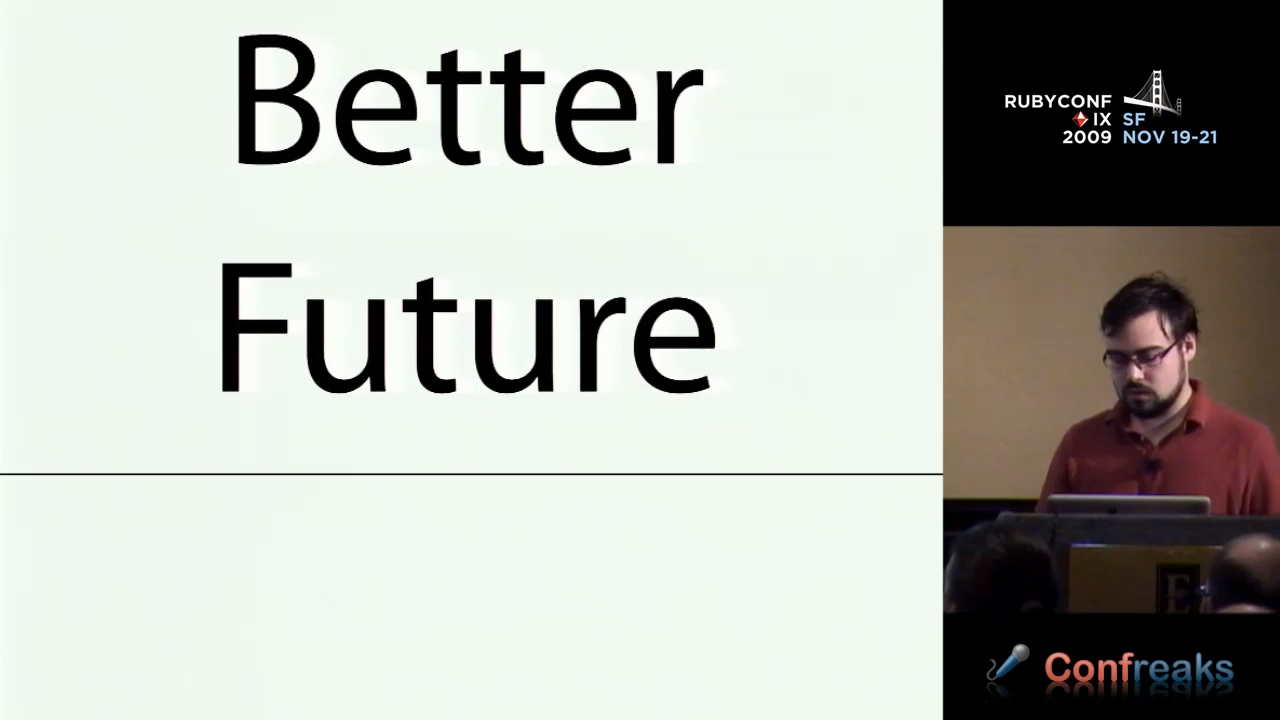 Better
Future
RUBYCONF
IX SF
2009 NOV 19-21
E
Confreaks